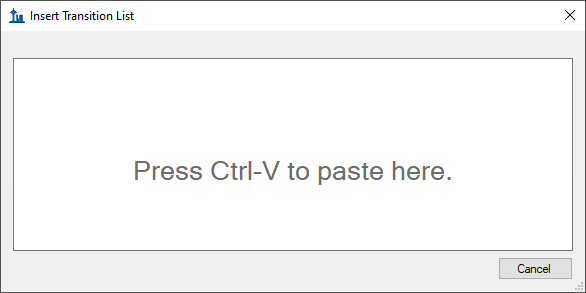 Insert Transition List
Press Ctrl-V to paste here.
Cancel